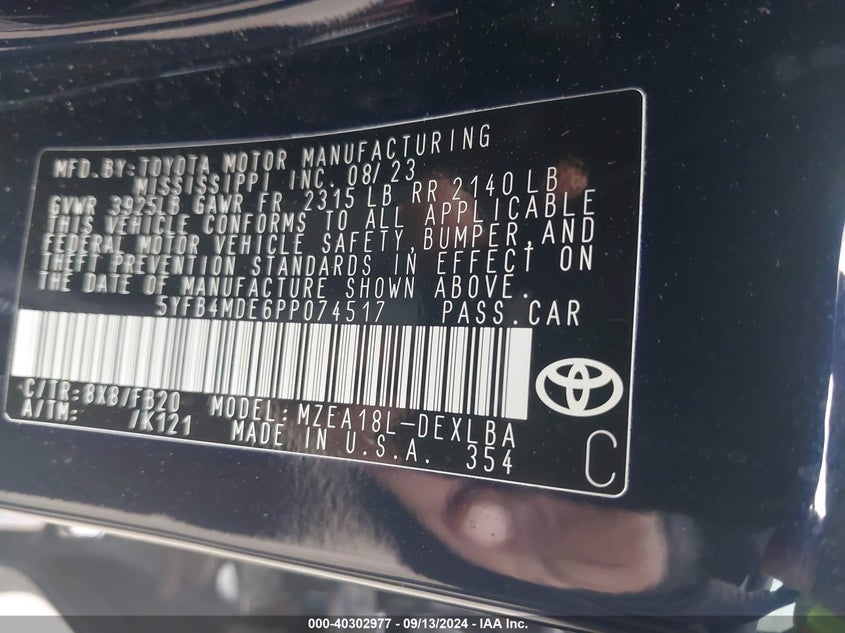 MFD.BY:TOYOTA MOTOR MANUFACTURING
MISSISSIPPI INC. 08/23
GVWR 3925LB GAWR FR 2315 LB RR 2140 LB
THIS VEHICLE CONFORMS TO ALL APPLICABLE
FEDERAL MOTOR VEHICLE SAFETY,BUMPER,AND
THEFT PREVENTION STANDARDS IN EFFECT ON
THE DATE OF MANUFACTURE SHOWN ABOVE.
5YFB4MDE6PP074517 PASS.CAR
C/TR:8X8/FB20 MODEL:MZEA18L-DEXLBA
A/TM: /K121 MADE IN U.S.A. 354
C
000-40302977 - 09/13/2024 - IAA Inc.